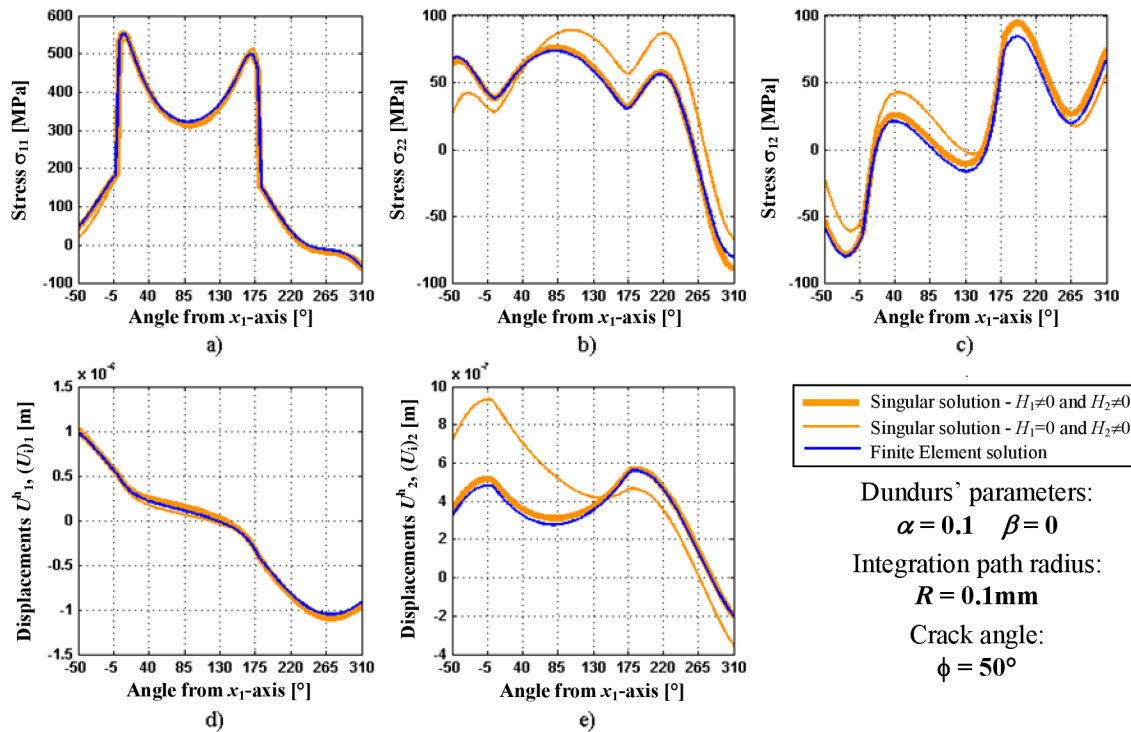 600
500
400
300
200
100
0
-100
Stress σ11 [MPa]
-50 -5 40 85 130 175 220 265 310
Angle from x1-axis [°]
a)
100
50
0
-50
-100
Stress σ22 [MPa]
-50 -5 40 85 130 175 220 265 310
Angle from x1-axis [°]
b)
100
50
0
-50
-100
Stress σ12 [MPa]
-50 -5 40 85 130 175 220 265 310
Angle from x1-axis [°]
c)
1.5
1
0.5
0
-0.5
-1
-1.5
Displacements Uh1, (Ui)1 [m]
-50 -5 40 85 130 175 220 265 310
Angle from x1-axis [°]
d)
x 10-7
10
8
6
4
2
0
-2
-4
Displacements Uh2, (Ui)2 [m]
-50 -5 40 85 130 175 220 265 310
Angle from x1-axis [°]
e)
Singular solution - H1≠0 and H2≠0
Singular solution - H1=0 and H2≠0
Finite Element solution
Dundurs’ parameters:
α = 0.1 β = 0
Integration path radius:
R = 0.1mm
Crack angle:
ϕ = 50°